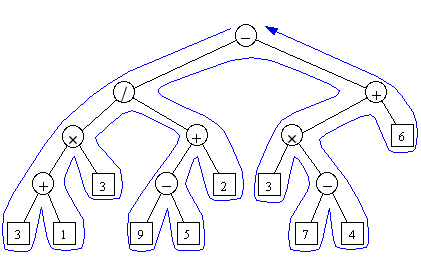 −
/ +
× + × 6
+ 3 − 2 3 −
3 1 9 5 7 4